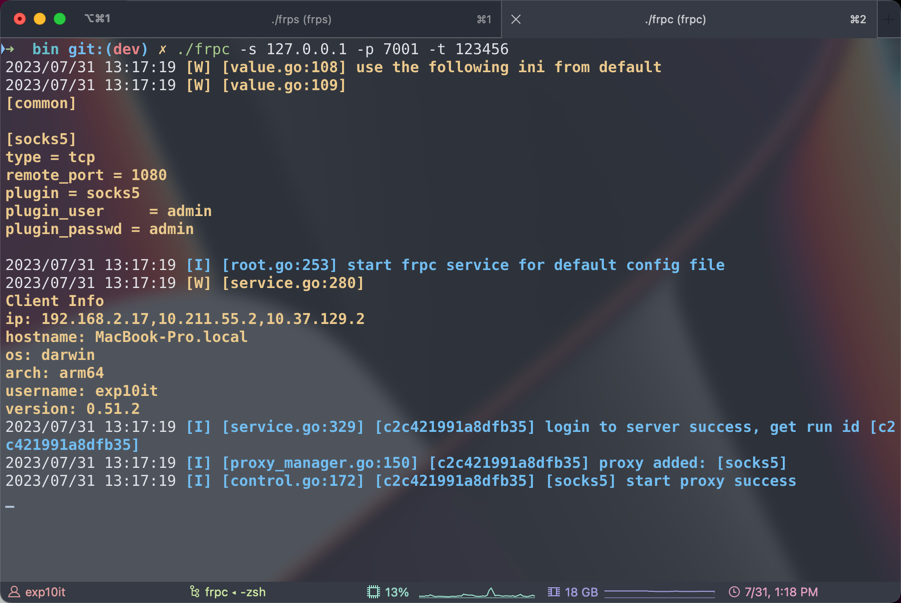 ⌥⌘1 ./frps (frps) ⌘1 ./frpc (frpc) ⌘2
➜ bin git:(dev) ✗ ./frpc -s 127.0.0.1 -p 7001 -t 123456
2023/07/31 13:17:19 [W] [value.go:108] use the following ini from default
2023/07/31 13:17:19 [W] [value.go:109]
[common]
[socks5]
type = tcp
remote_port = 1080
plugin = socks5
plugin_user     = admin
plugin_passwd = admin
2023/07/31 13:17:19 [I] [root.go:253] start frpc service for default config file
2023/07/31 13:17:19 [W] [service.go:280]
Client Info
ip: 192.168.2.17,10.211.55.2,10.37.129.2
hostname: MacBook-Pro.local
os: darwin
arch: arm64
username: exp10it
version: 0.51.2
2023/07/31 13:17:19 [I] [service.go:329] [c2c421991a8dfb35] login to server success, get run id [c2
c421991a8dfb35]
2023/07/31 13:17:19 [I] [proxy_manager.go:150] [c2c421991a8dfb35] proxy added: [socks5]
2023/07/31 13:17:19 [I] [control.go:172] [c2c421991a8dfb35] [socks5] start proxy success
exp10it frpc ◂ -zsh 13% 18 GB 7/31, 1:18 PM